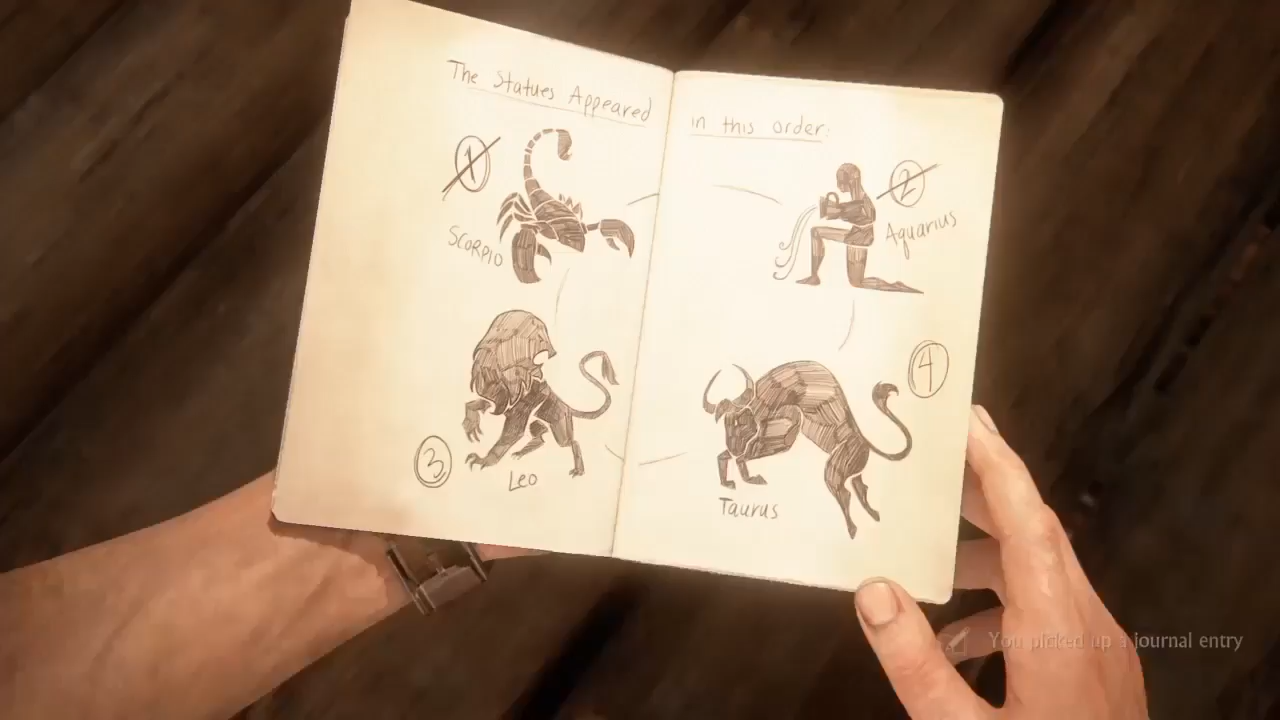 The Statues Appeared
in this order:
1
SCORPIO
2
Aquarius
3
Leo
4
Taurus
You picked up a journal entry